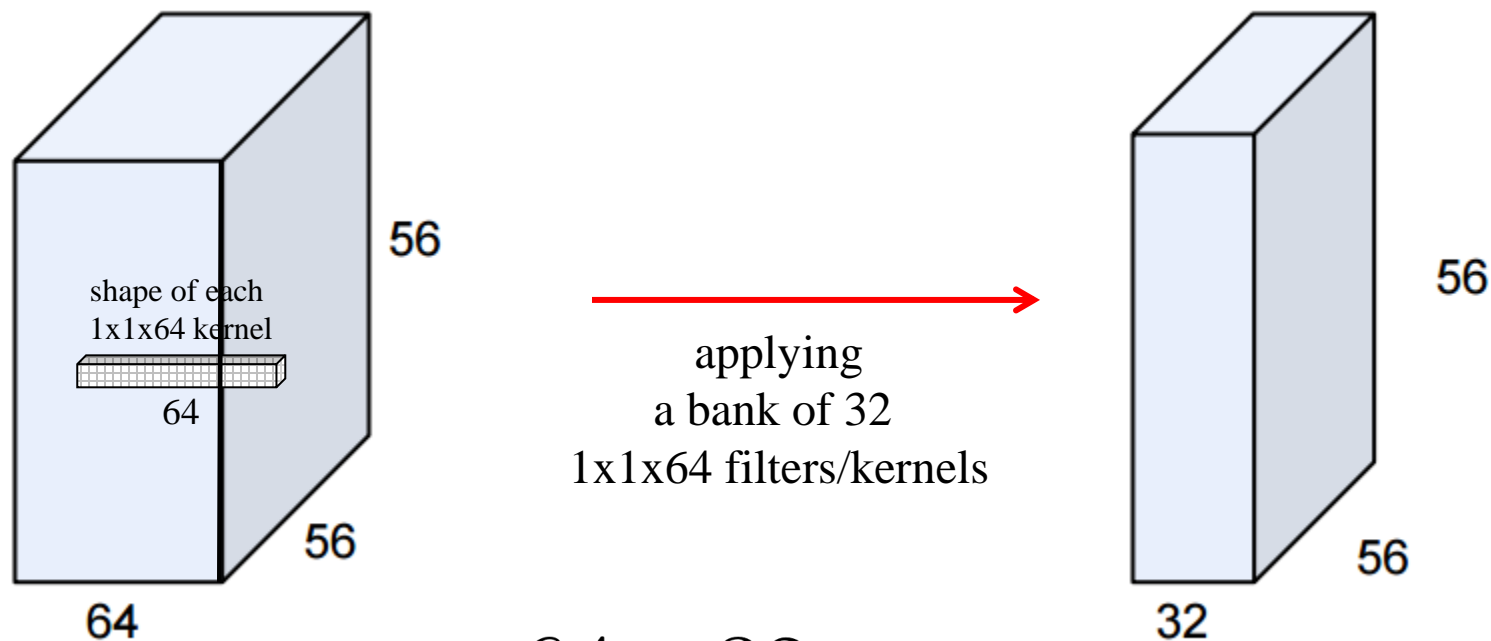 56
shape of each
1x1x64 kernel
64
56
64
applying
a bank of 32
1x1x64 filters/kernels
56
56
32